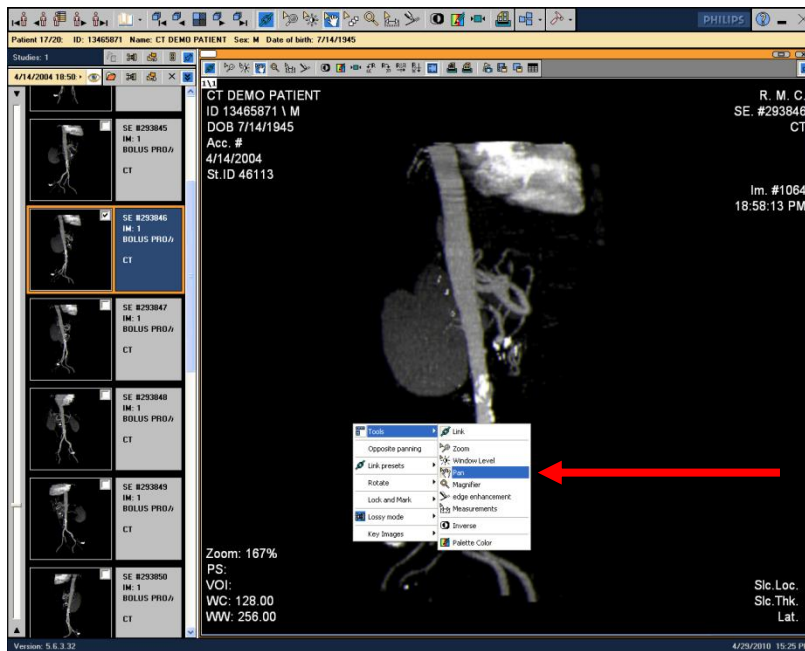 PHILIPS
Patient 17/20: ID: 13465871 Name: CT DEMO PATIENT Sex: M Date of birth: 7/14/1945
Studies: 1
4/14/2004 18:50:
SE #293845
IM: 1
BOLUS PRO/
CT
SE #293846
IM: 1
BOLUS PRO/
CT
SE #293847
IM: 1
BOLUS PRO/
CT
SE #293848
IM: 1
BOLUS PRO/
CT
SE #293849
IM: 1
BOLUS PRO/
CT
SE #293850
IM: 1
BOLUS PRO/
CT
1\1
CT DEMO PATIENT
ID 13465871 \ M
DOB 7/14/1945
Acc. #
4/14/2004
St.ID 46113
R. M. C.
SE. #293846
CT
Im. #1064
18:58:13 PM
Tools
Opposite panning
Link presets
Rotate
Lock and Mark
Lossy mode
Key Images
Link
Zoom
Window Level
Pan
Magnifier
edge enhancement
Measurements
Inverse
Palette Color
Zoom: 167%
PS:
VOI:
WC: 128.00
WW: 256.00
Slc.Loc.
Slc.Thk.
Lat.
Version: 5.6.3.32
4/29/2010 15:25 P